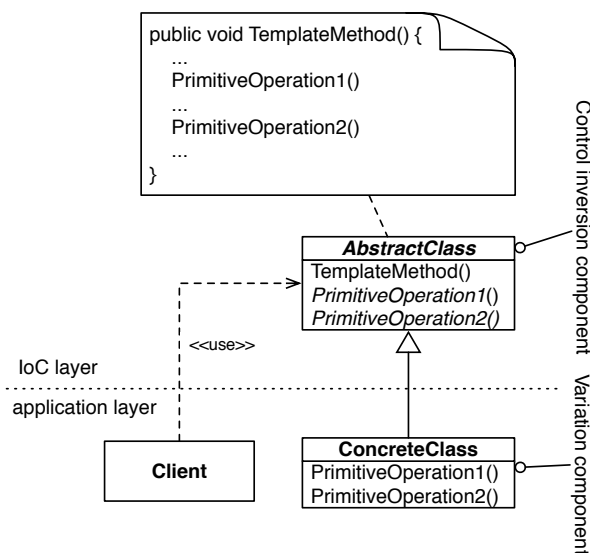 public void TemplateMethod() {
...
PrimitiveOperation1()
...
PrimitiveOperation2()
...
}
AbstractClass
TemplateMethod()
PrimitiveOperation1()
PrimitiveOperation2()
Control inversion component
<<use>>
IoC layer
application layer
Client
ConcreteClass
PrimitiveOperation1()
PrimitiveOperation2()
Variation component